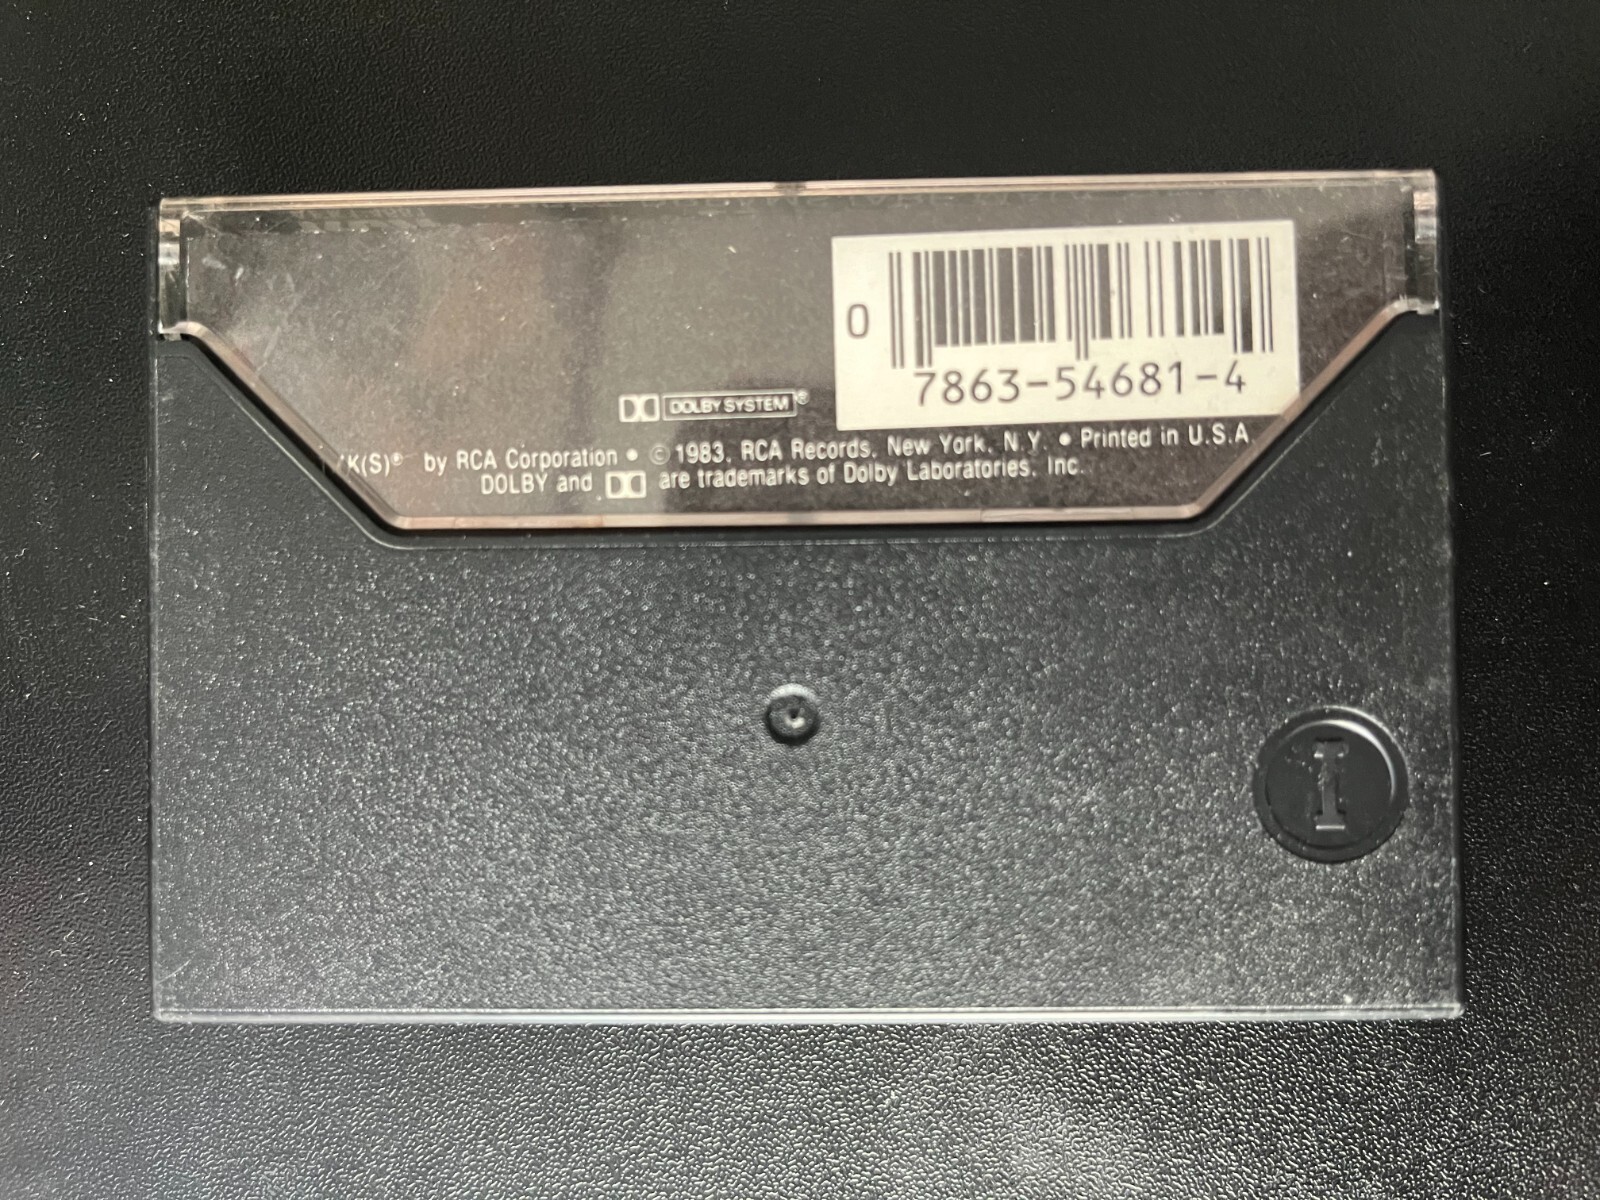 0
7863-54681-4
DOLBY SYSTEM®
K(S)® by RCA Corporation • © 1983, RCA Records, New York, N.Y. • Printed in U.S.A
DOLBY and are trademarks of Dolby Laboratories, Inc.
I